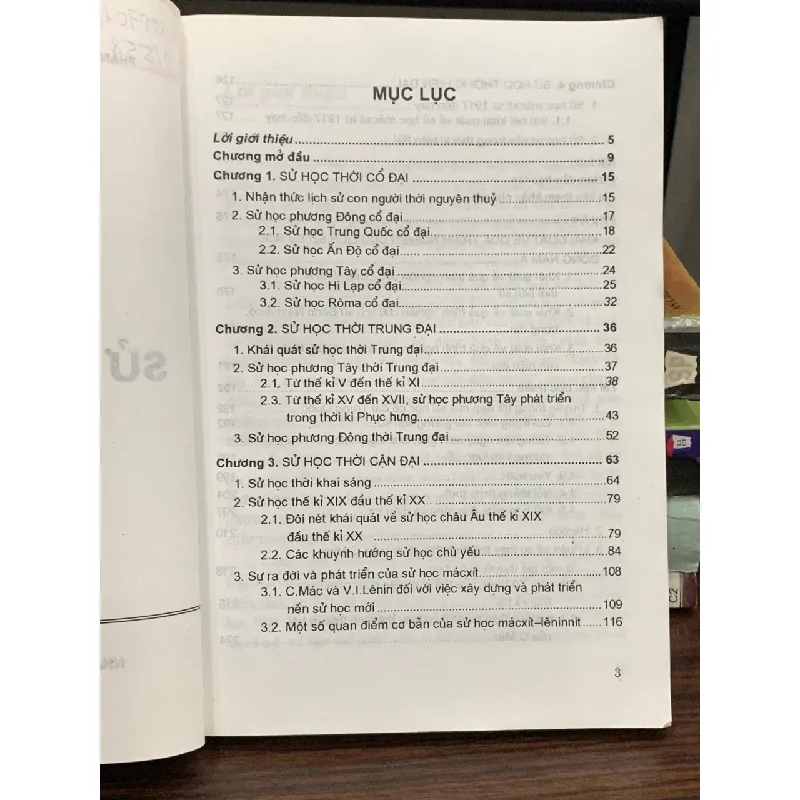 MỤC LỤC
Lời giới thiệu 5
Chương mở đầu 9
Chương 1. SỬ HỌC THỜI CỔ ĐẠI 15
1. Nhận thức lịch sử con người thời nguyên thuỷ 15
2. Sử học phương Đông cổ đại 17
2.1. Sử học Trung Quốc cổ đại 18
2.2. Sử học Ấn Độ cổ đại 22
3. Sử học phương Tây cổ đại 24
3.1. Sử học Hi Lạp cổ đại 25
3.2. Sử học Rôma cổ đại 32
Chương 2. SỬ HỌC THỜI TRUNG ĐẠI 36
1. Khái quát sử học thời Trung đại 36
2. Sử học phương Tây thời Trung đại 37
2.1. Từ thế kỉ V đến thế kỉ XI 38
2.3. Từ thế kỉ XV đến XVII, sử học phương Tây phát triển
trong thời kì Phục hưng 43
3. Sử học phương Đông thời Trung đại 52
Chương 3. SỬ HỌC THỜI CẬN ĐẠI 63
1. Sử học thời khai sáng 64
2. Sử học thế kỉ XIX đầu thế kỉ XX 79
2.1. Đôi nét khái quát về sử học châu Âu thế kỉ XIX
đầu thế kỉ XX 79
2.2. Các khuynh hướng sử học chủ yếu 84
3. Sự ra đời và phát triển của sử học mácxít 108
3.1. C.Mác và V.I.Lênin đối với việc xây dựng và phát triển
nền sử học mới 109
3.2. Một số quan điểm cơ bản của sử học mácxít–lêninnit 116
3
C2